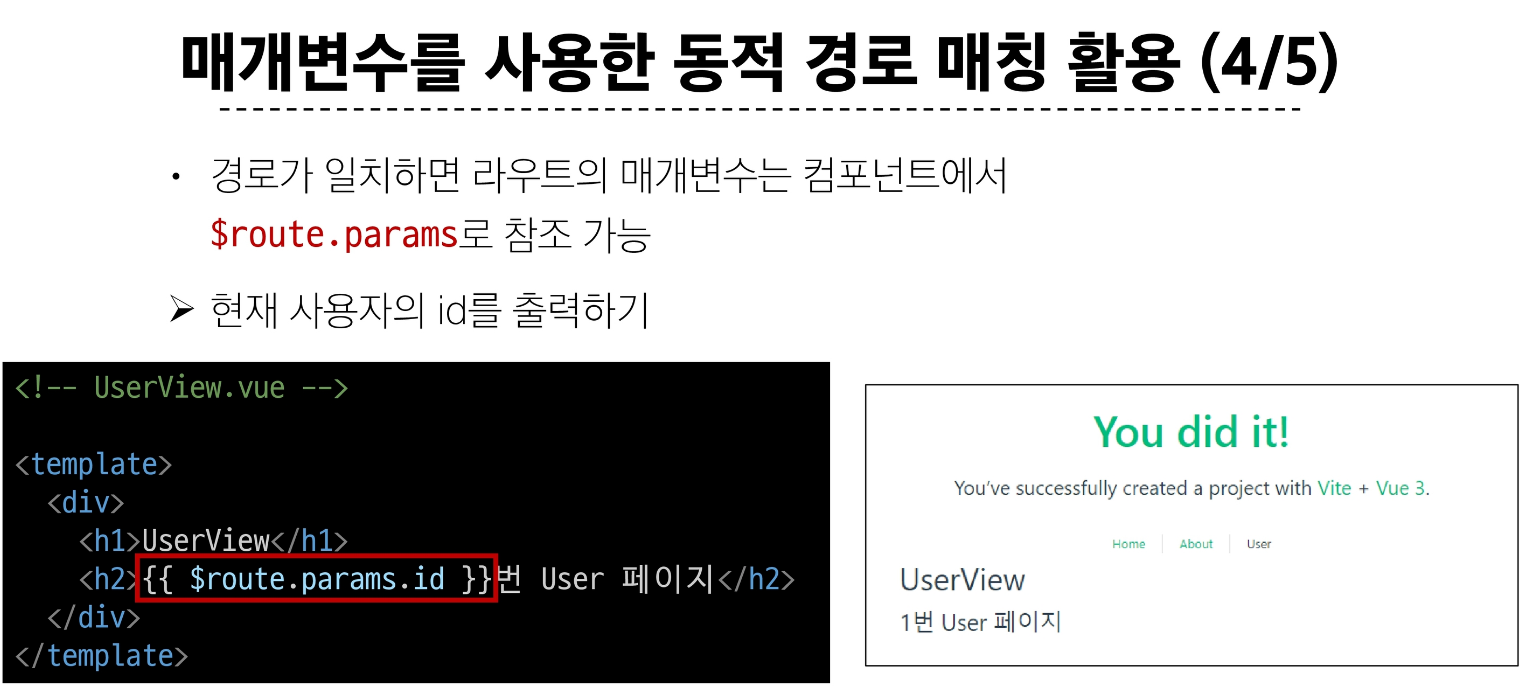 매개변수를 사용한 동적 경로 매칭 활용 (4/5)
• 경로가 일치하면 라우트의 매개변수는 컴포넌트에서
$route.params로 참조 가능
➢ 현재 사용자의 id를 출력하기
<!-- UserView.vue -->
<template>
  <div>
    <h1>UserView</h1>
    <h2>{{ $route.params.id }}번 User 페이지</h2>
  </div>
</template>
You did it!
You’ve successfully created a project with Vite + Vue 3.
Home About User
UserView
1번 User 페이지